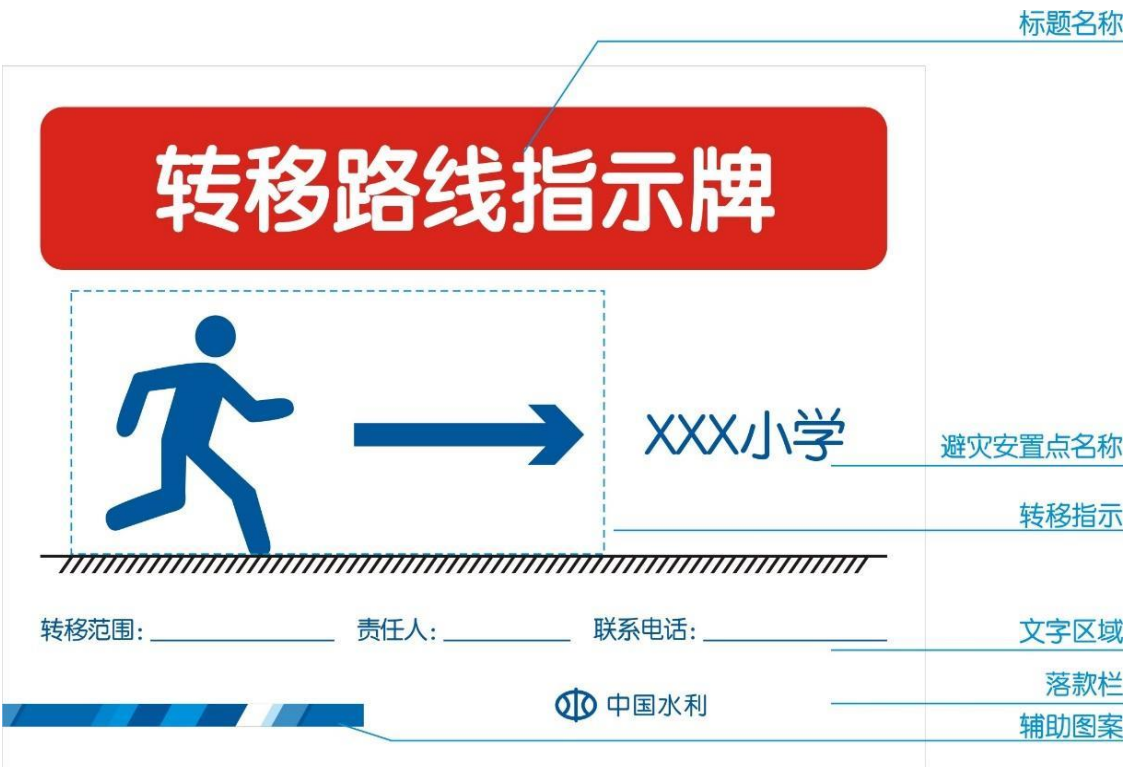 标题名称
转移路线指示牌
XXX小学
避灾安置点名称
转移指示
转移范围: 责任人: 联系电话:
文字区域
落款栏
中国水利
辅助图案